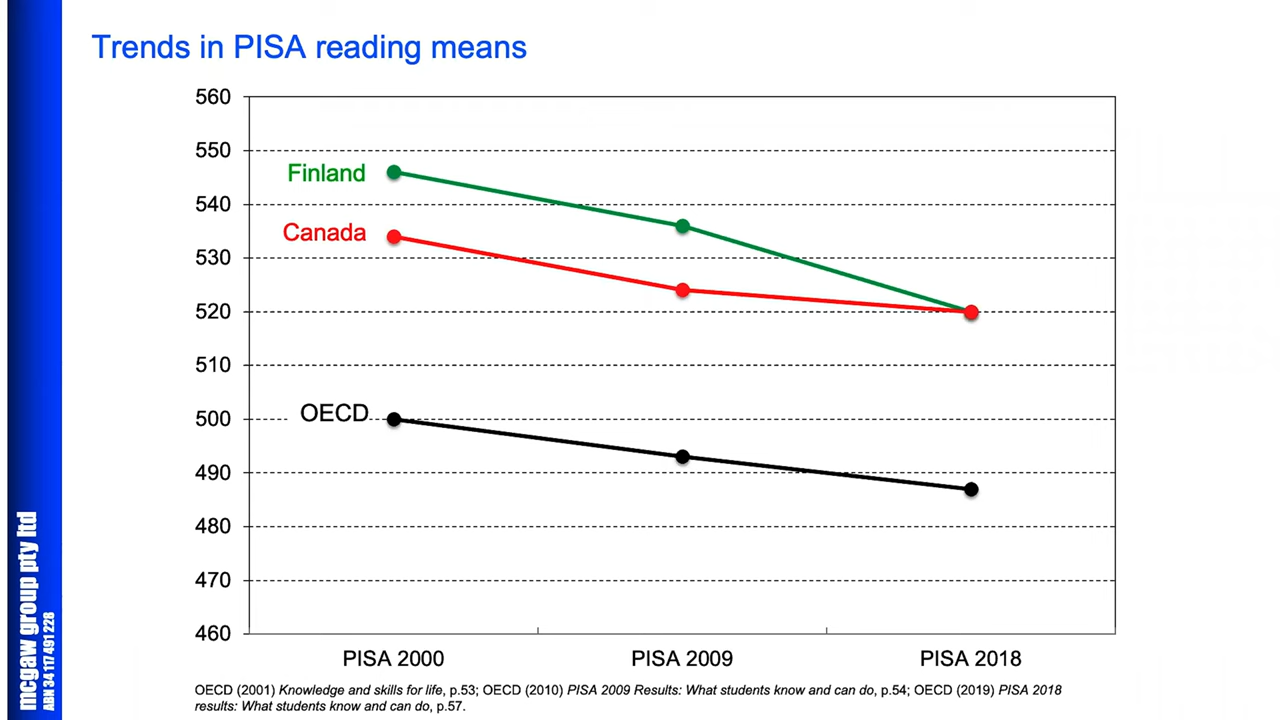 Trends in PISA reading means
560
550
540
530
520
510
500
490
480
470
460
Finland
Canada
OECD
PISA 2000
PISA 2009
PISA 2018
OECD (2001) Knowledge and skills for life, p.53; OECD (2010) PISA 2009 Results: What students know and can do, p.54; OECD (2019) PISA 2018
results: What students know and can do, p.57.
mcgaw group pty ltd
ABN 34 117 491 228